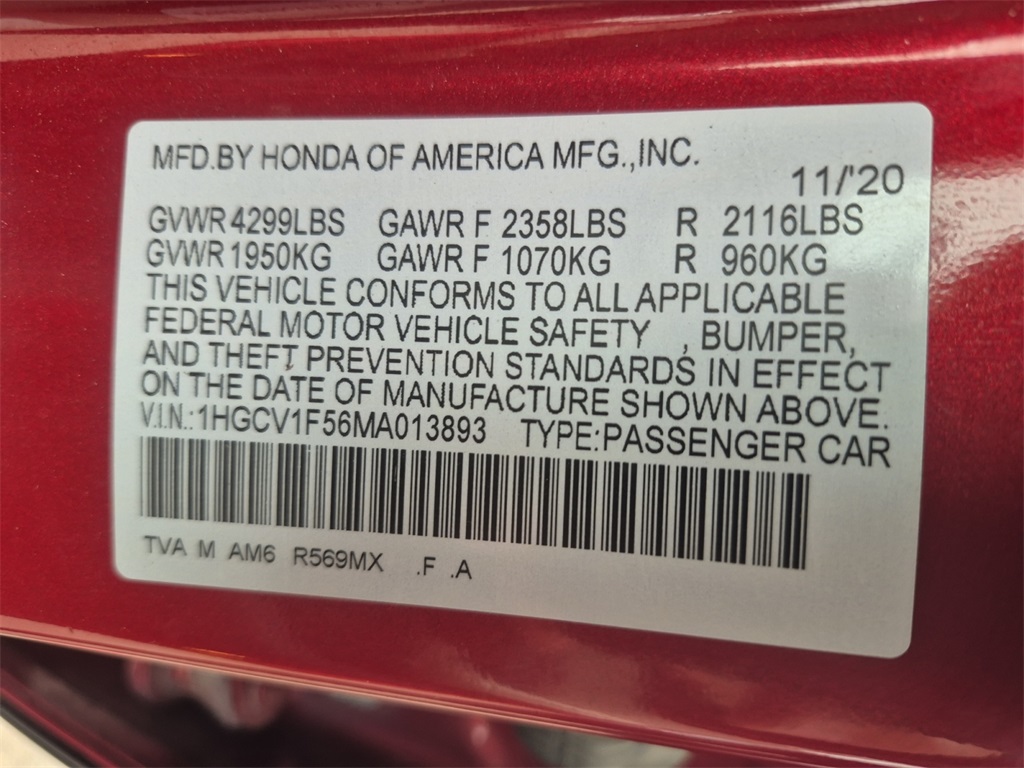 MFD.BY HONDA OF AMERICA MFG.,INC.
11/'20
GVWR 4299LBS GAWR F 2358LBS R 2116LBS
GVWR 1950KG GAWR F 1070KG R 960KG
THIS VEHICLE CONFORMS TO ALL APPLICABLE
FEDERAL MOTOR VEHICLE SAFETY , BUMPER,
AND THEFT PREVENTION STANDARDS IN EFFECT
ON THE DATE OF MANUFACTURE SHOWN ABOVE.
V.I.N.:1HGCV1F56MA013893 TYPE:PASSENGER CAR
TVA M AM6 R569MX .F .A